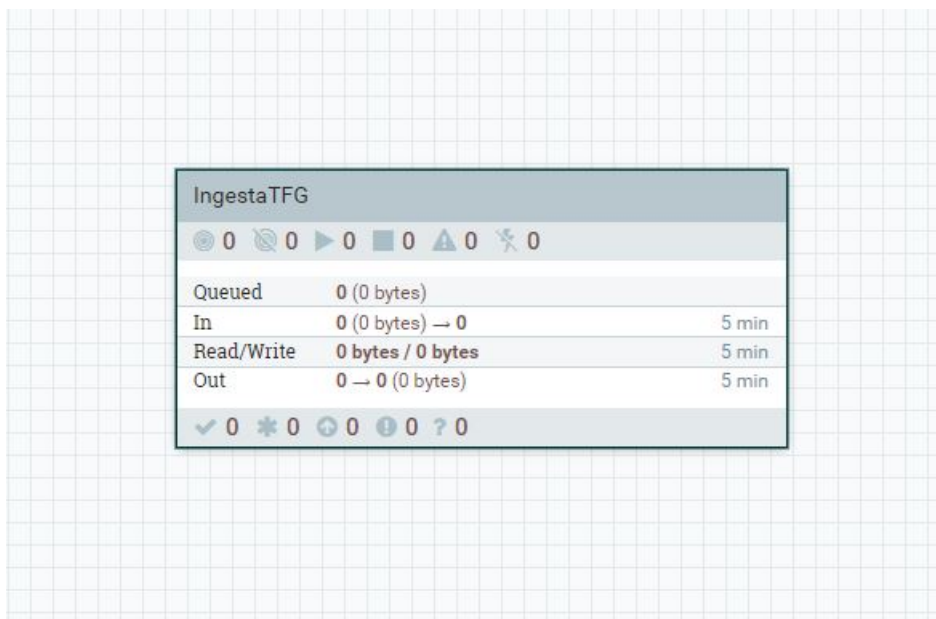 IngestaTFG
0 0 0 0 0 0
Queued 0 (0 bytes)
In 0 (0 bytes) → 0 5 min
Read/Write 0 bytes / 0 bytes 5 min
Out 0 → 0 (0 bytes) 5 min
0 0 0 0 ? 0